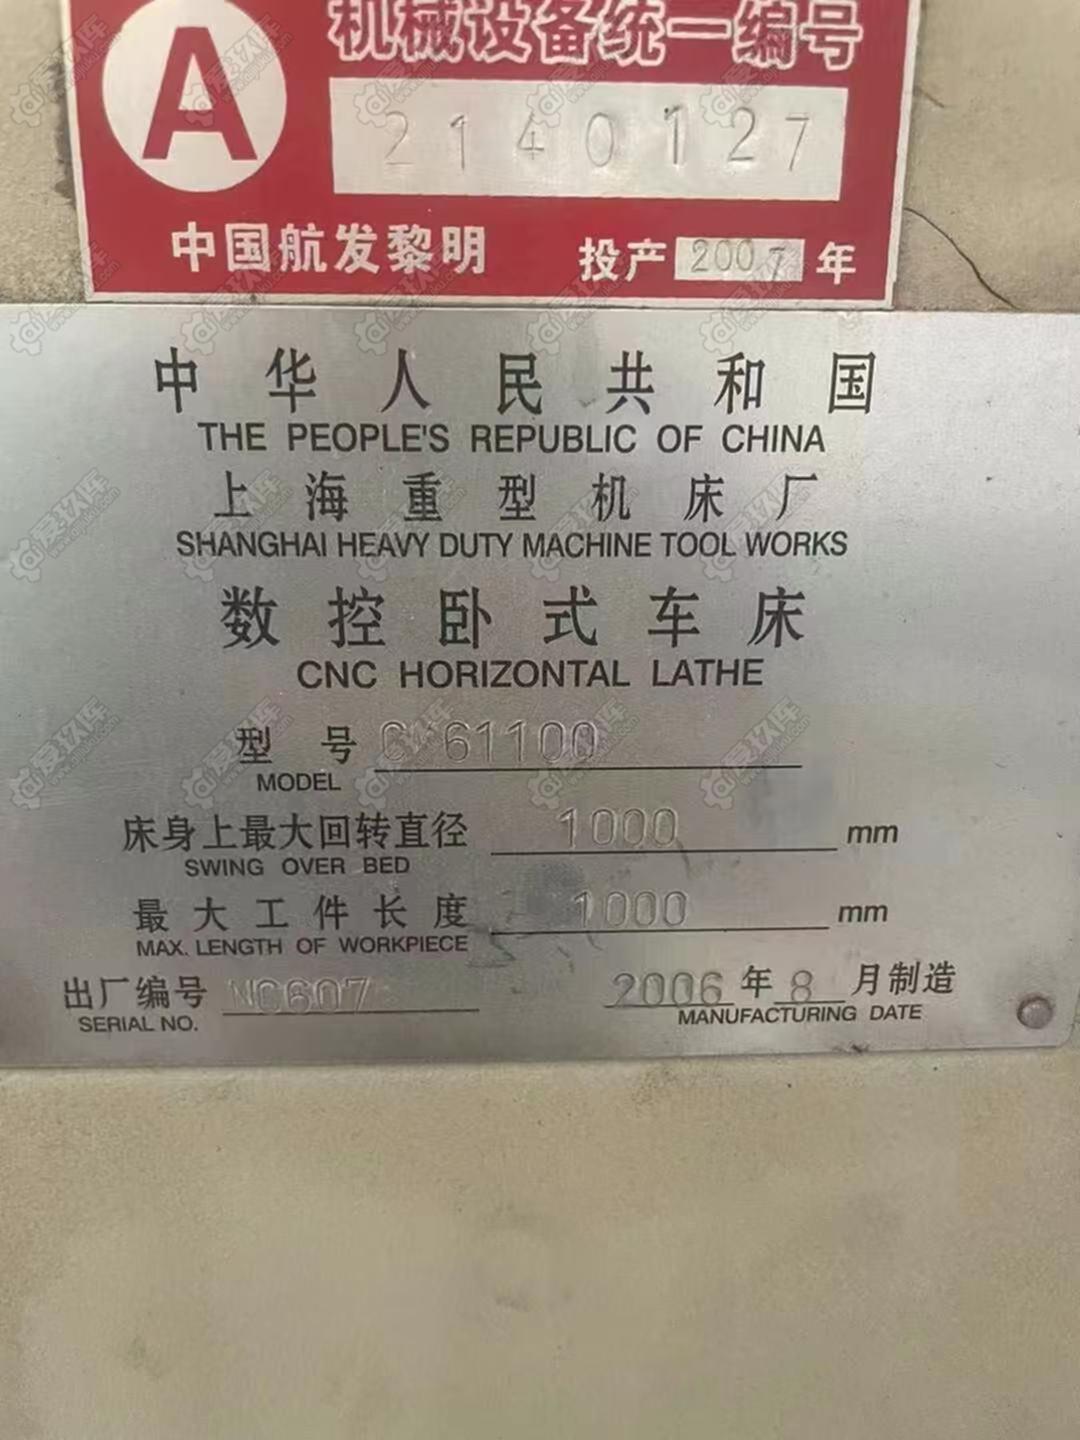 A
机械设备统一编号
2140127
中国航发黎明 投产 2007 年
中华人民共和国
THE PEOPLE'S REPUBLIC OF CHINA
上海重型机床厂
SHANGHAI HEAVY DUTY MACHINE TOOL WORKS
数控卧式车床
CNC HORIZONTAL LATHE
型号
MODEL
床身上最大回转直径 1000 mm
SWING OVER BED
最大工件长度 1000 mm
MAX. LENGTH OF WORKPIECE
出厂编号 NC607 2006 年 8 月制造
SERIAL NO. MANUFACTURING DATE
爱玖库